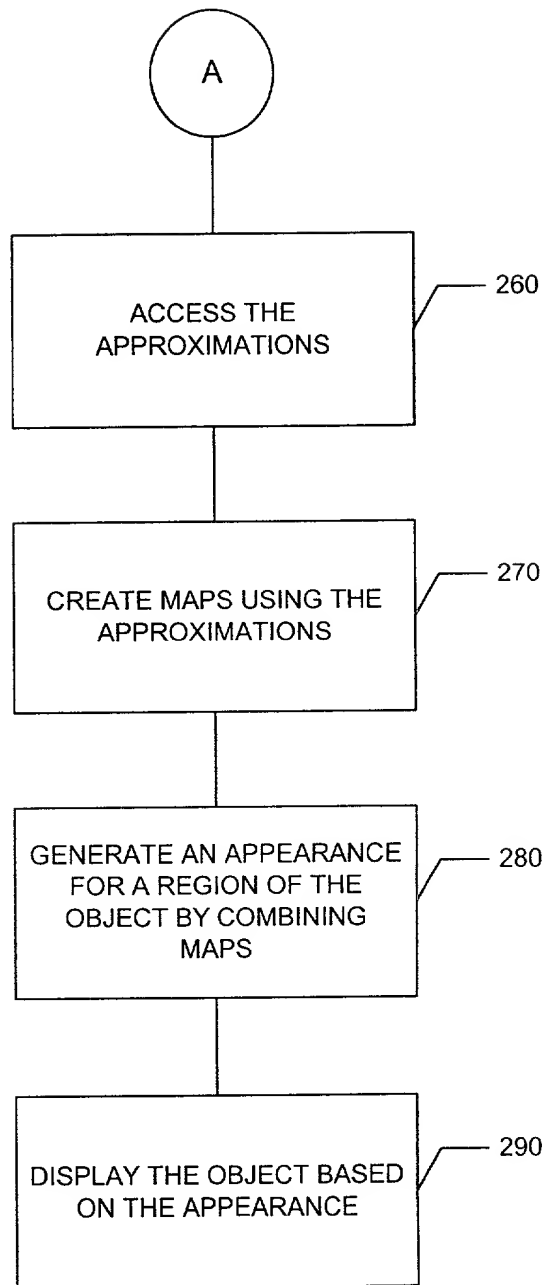 A
260
ACCESS THE
APPROXIMATIONS
270
CREATE MAPS USING THE
APPROXIMATIONS
280
GENERATE AN APPEARANCE
FOR A REGION OF THE
OBJECT BY COMBINING
MAPS
290
DISPLAY THE OBJECT BASED
ON THE APPEARANCE